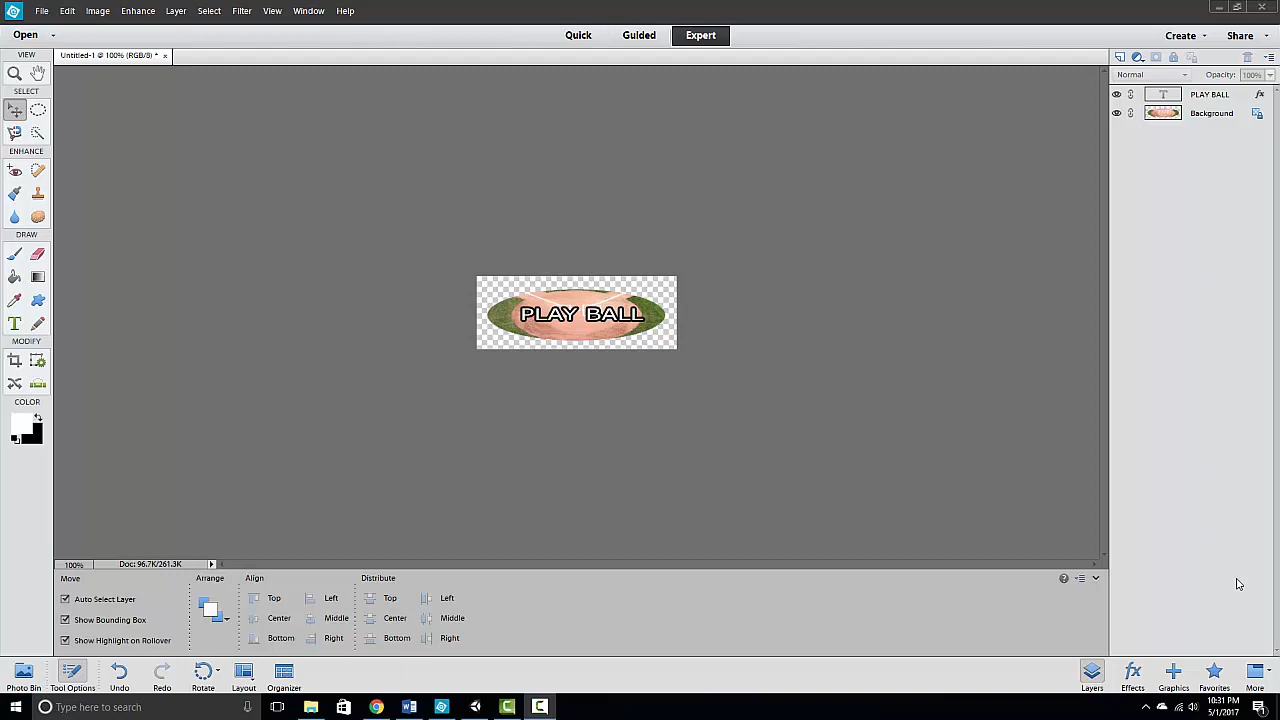 File Edit Image Enhance Layer Select Filter View Window Help
Open Quick Guided Expert Create Share
VIEW
Untitled-1 @ 100% (RGB/8) * ×
Normal Opacity: 100%
SELECT
T PLAY BALL fx
Background
ENHANCE
DRAW
PLAY BALL
T
MODIFY
COLOR
100% Doc: 96.7K/261.3K
Move Arrange Align Distribute
Auto Select Layer Top Left Top Left
Show Bounding Box Center Middle Center Middle
Show Highlight on Rollover Bottom Right Bottom Right
Photo Bin Tool Options Undo Redo Rotate Layout Organizer Layers fx Effects Graphics Favorites More
Type here to search 10:31 PM
5/1/2017